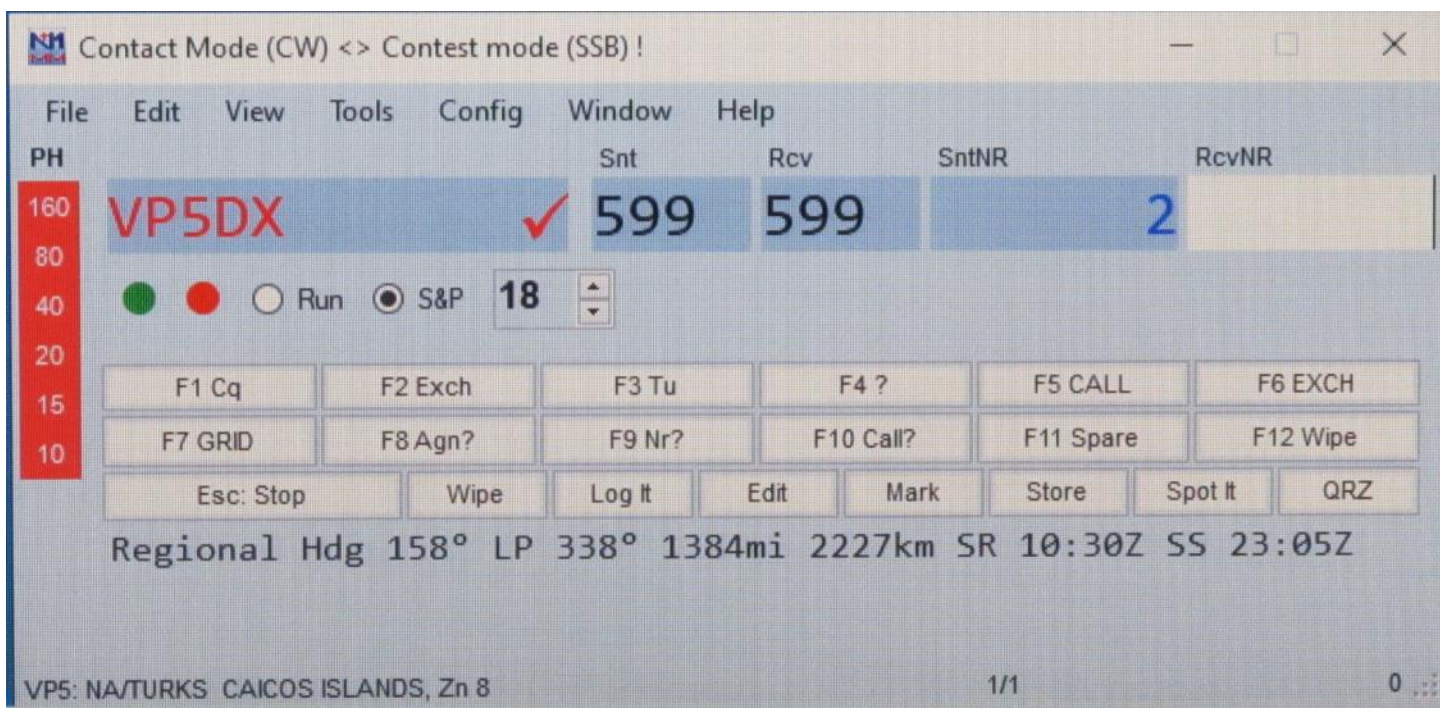 N1MM Contact Mode (CW) <> Contest mode (SSB) !
File Edit View Tools Config Window Help
PH Snt Rcv SntNR RcvNR
160 VP5DX 599 599 2
80
40 Run S&P 18
20
F1 Cq F2 Exch F3 Tu F4 ? F5 CALL F6 EXCH
15
F7 GRID F8 Agn? F9 Nr? F10 Call? F11 Spare F12 Wipe
10
Esc: Stop Wipe Log It Edit Mark Store Spot It QRZ
Regional Hdg 158° LP 338° 1384mi 2227km SR 10:30Z SS 23:05Z
VP5: NA/TURKS CAICOS ISLANDS, Zn 8 1/1 0